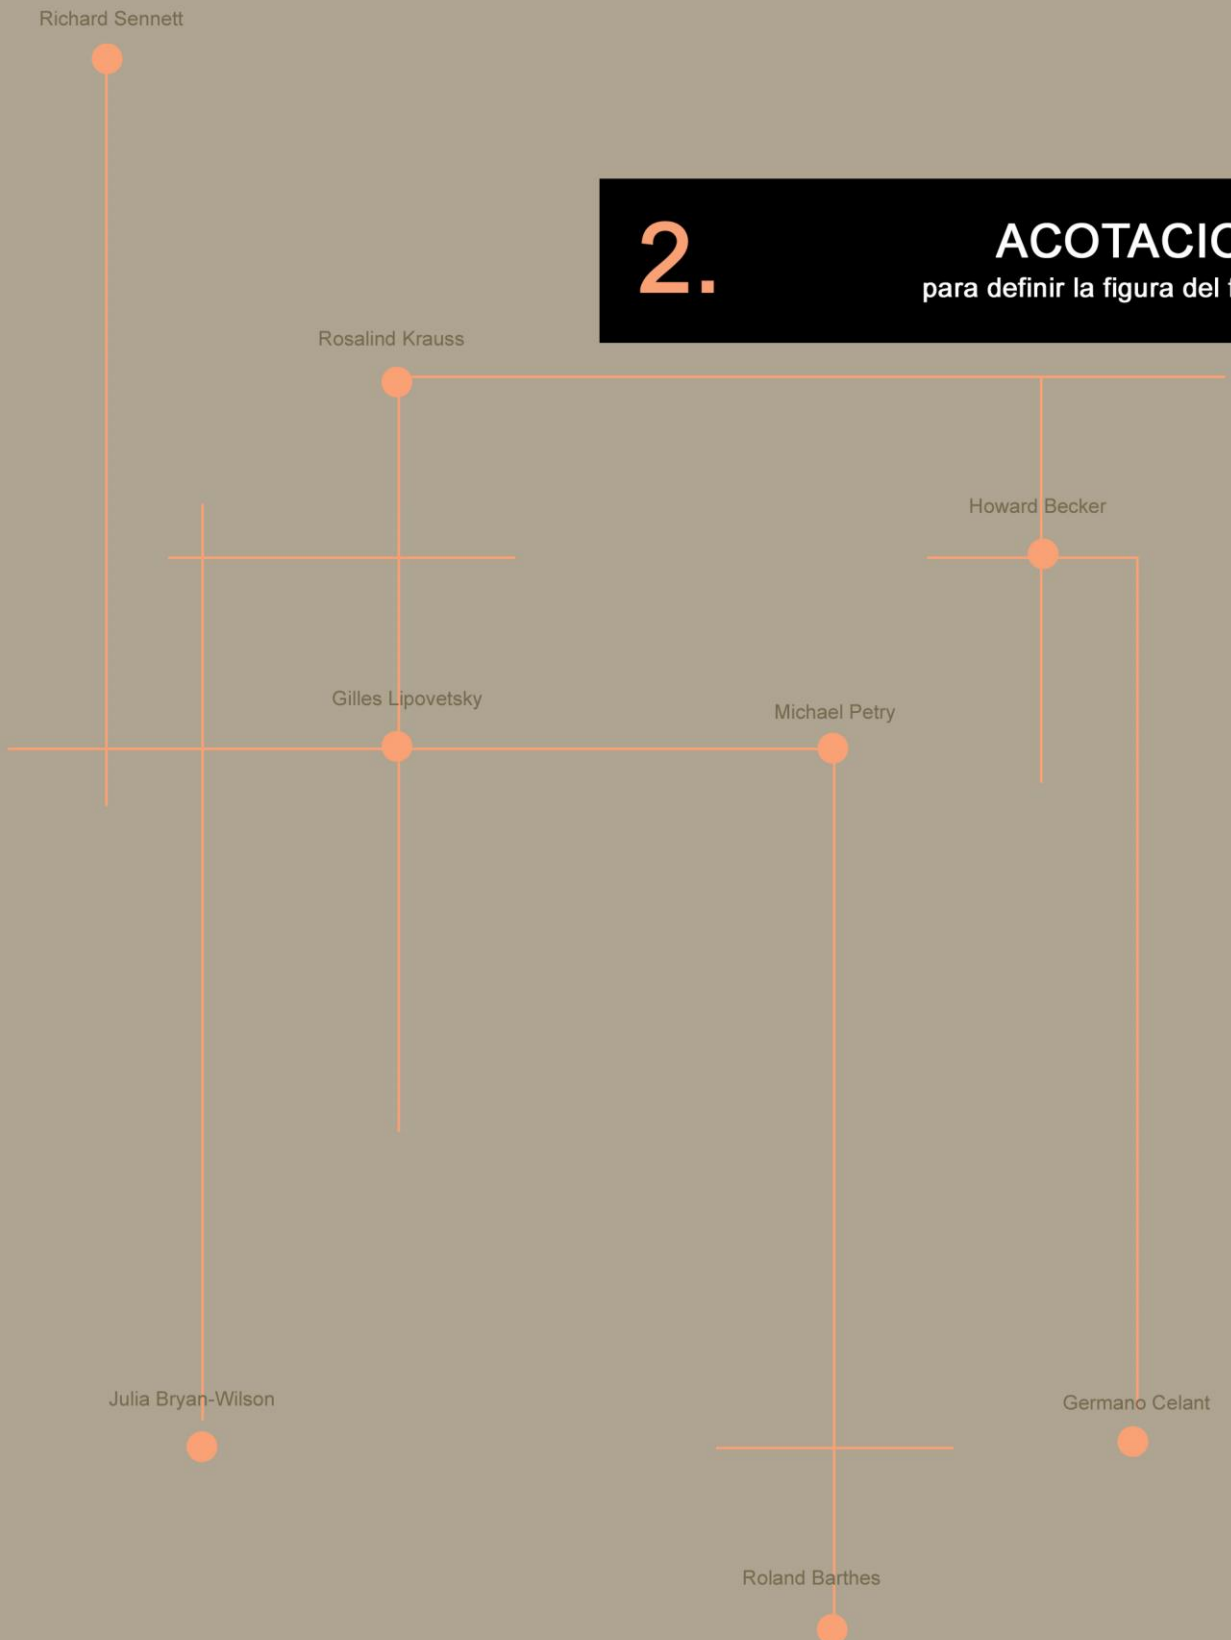 Richard Sennett
2.
ACOTACIO
para definir la figura del
Rosalind Krauss
Howard Becker
Gilles Lipovetsky
Michael Petry
Julia Bryan-Wilson
Germano Celant
Roland Barthes